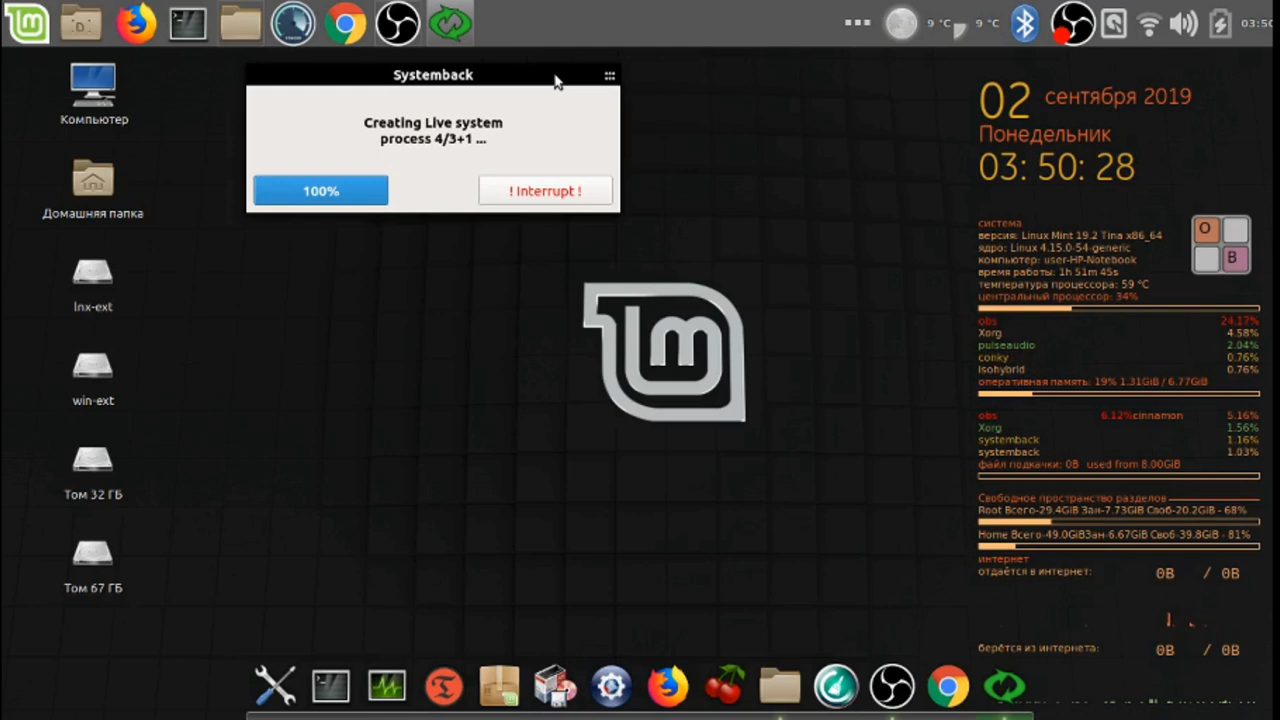 9 °C
9 °C
03:50
Systemback
Creating Live system
process 4/3+1 ...
100%
! Interrupt !
Компьютер
Домашняя папка
lnx-ext
win-ext
Том 32 ГБ
Том 67 ГБ
02 сентября 2019
Понедельник
03: 50: 28
система
версия: Linux Mint 19.2 Tina x86_64
ядро: Linux 4.15.0-54-generic
компьютер: user-HP-Notebook
время работы: 1h 51m 45s
температура процессора: 59 °C
центральный процессор: 34%
O
B
obs 24.17%
Xorg 4.58%
pulseaudio 2.04%
conky 0.76%
isohybrid 0.76%
оперативная память: 19% 1.31GiB / 6.77GiB
obs 6.12%cinnamon 5.16%
Xorg 1.56%
systemback 1.16%
systemback 1.03%
файл подкачки: 0B used from 8.00GiB
Свободное пространство разделов
Root Всего-29.4GiB Зан-7.73GiB Своб-20.2GiB - 68%
Home Всего-49.0GiBЗан-6.67GiB Своб-39.8GiB - 81%
интернет
отдаётся в интернет: 0B / 0B
берётся из интернета: 0B / 0B